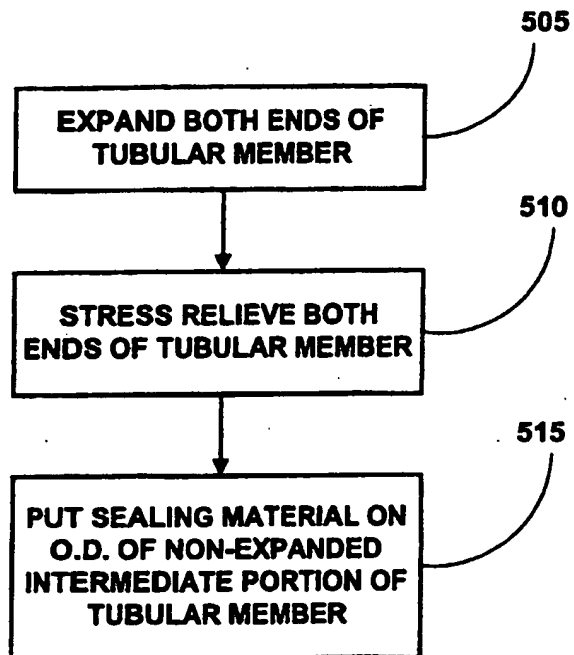 505
EXPAND BOTH ENDS OF
TUBULAR MEMBER
510
STRESS RELIEVE BOTH
ENDS OF TUBULAR MEMBER
515
PUT SEALING MATERIAL ON
O.D. OF NON-EXPANDED
INTERMEDIATE PORTION OF
TUBULAR MEMBER